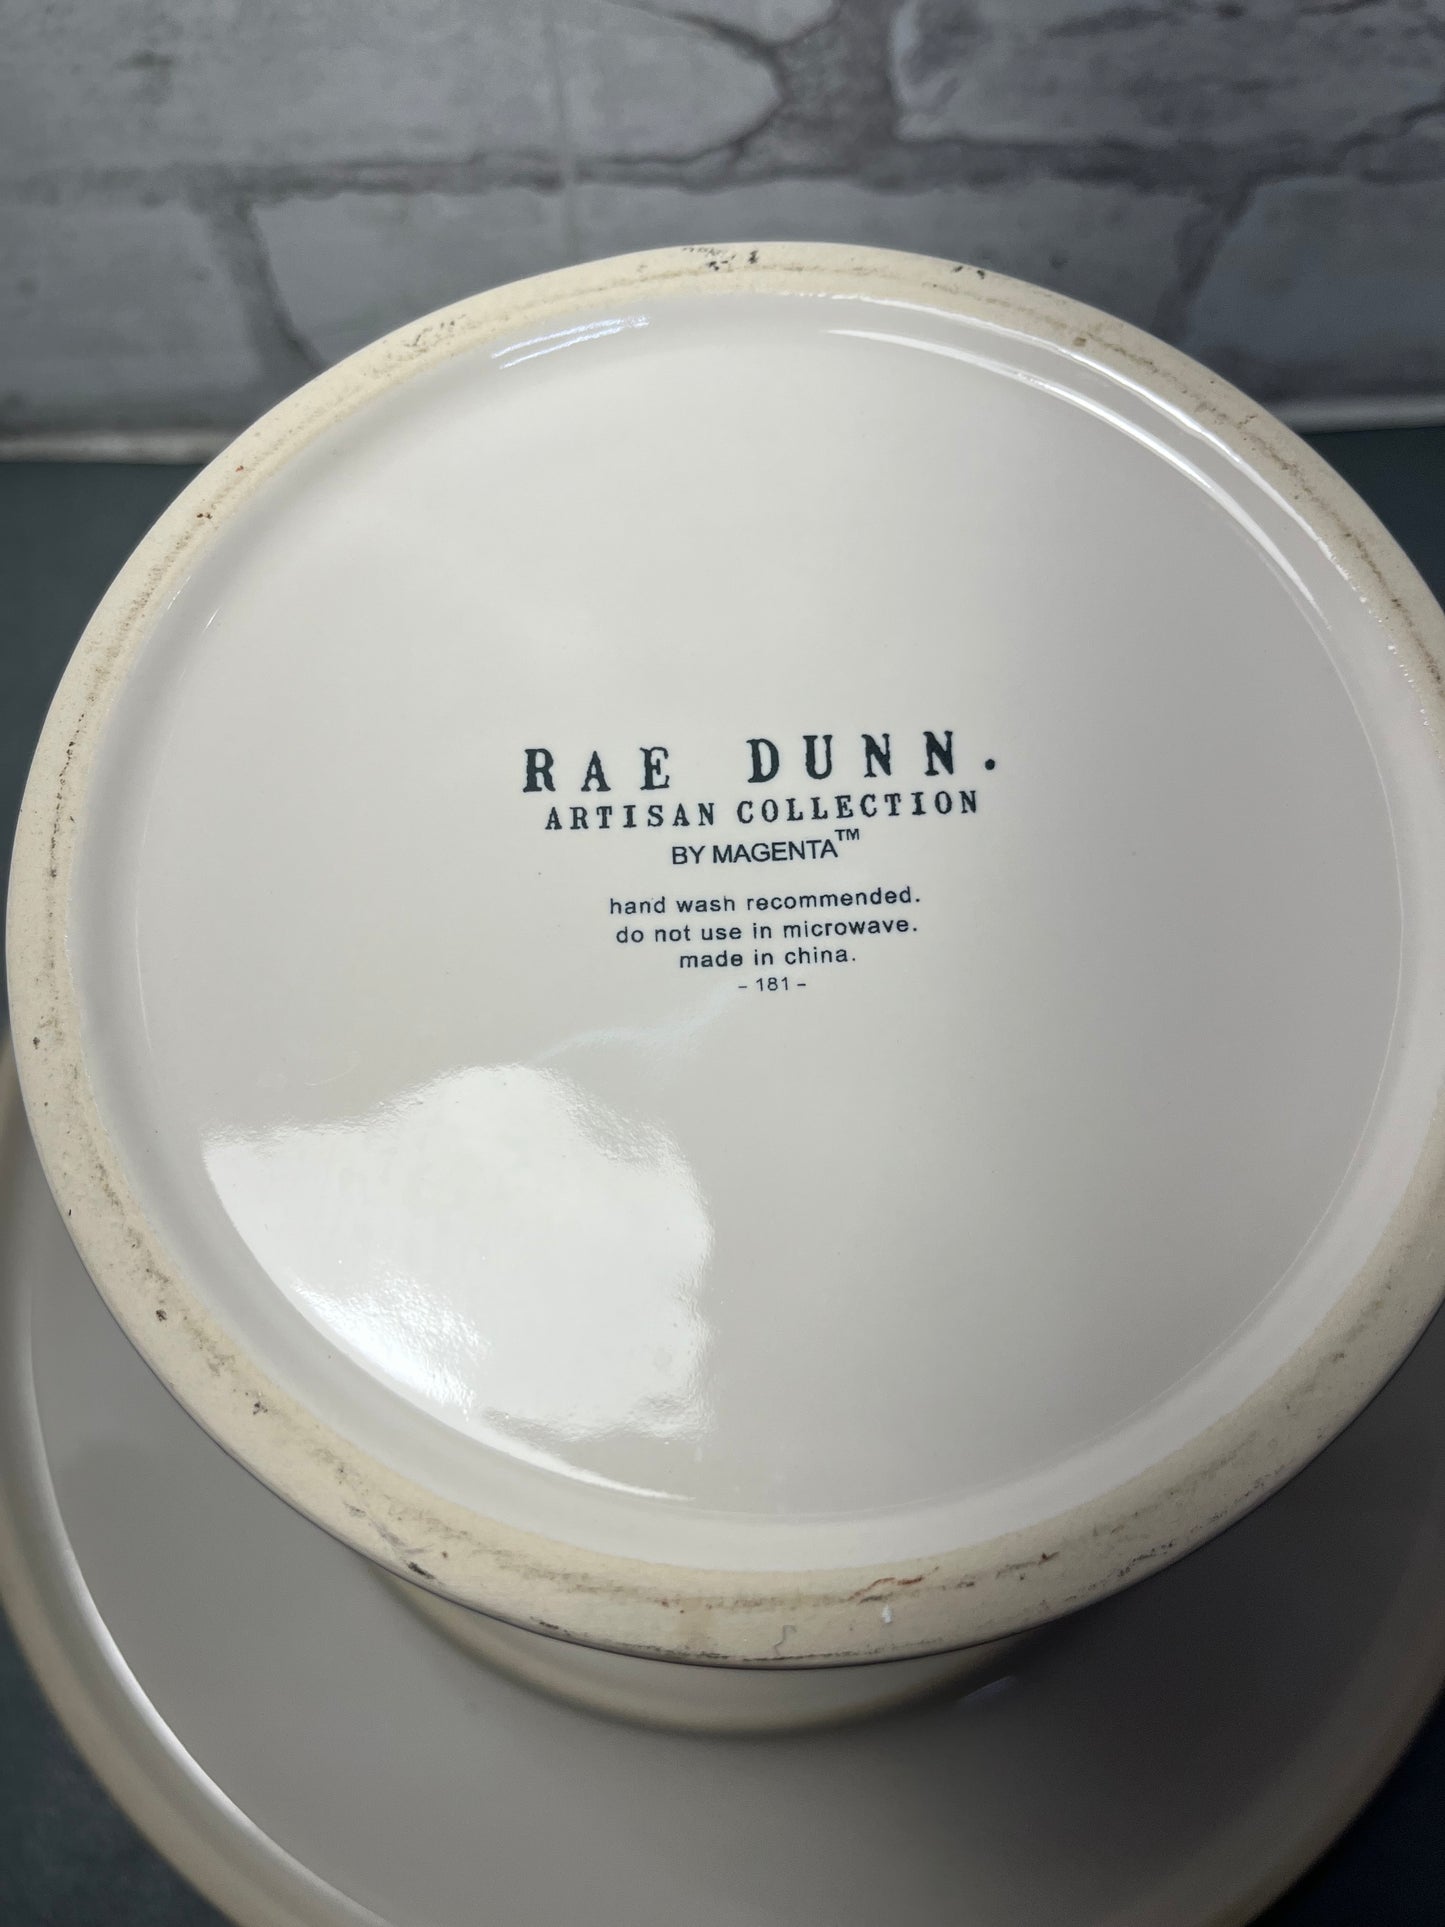 RAE DUNN.
ARTISAN COLLECTION
BY MAGENTA™
hand wash recommended.
do not use in microwave.
made in china.
- 181 -